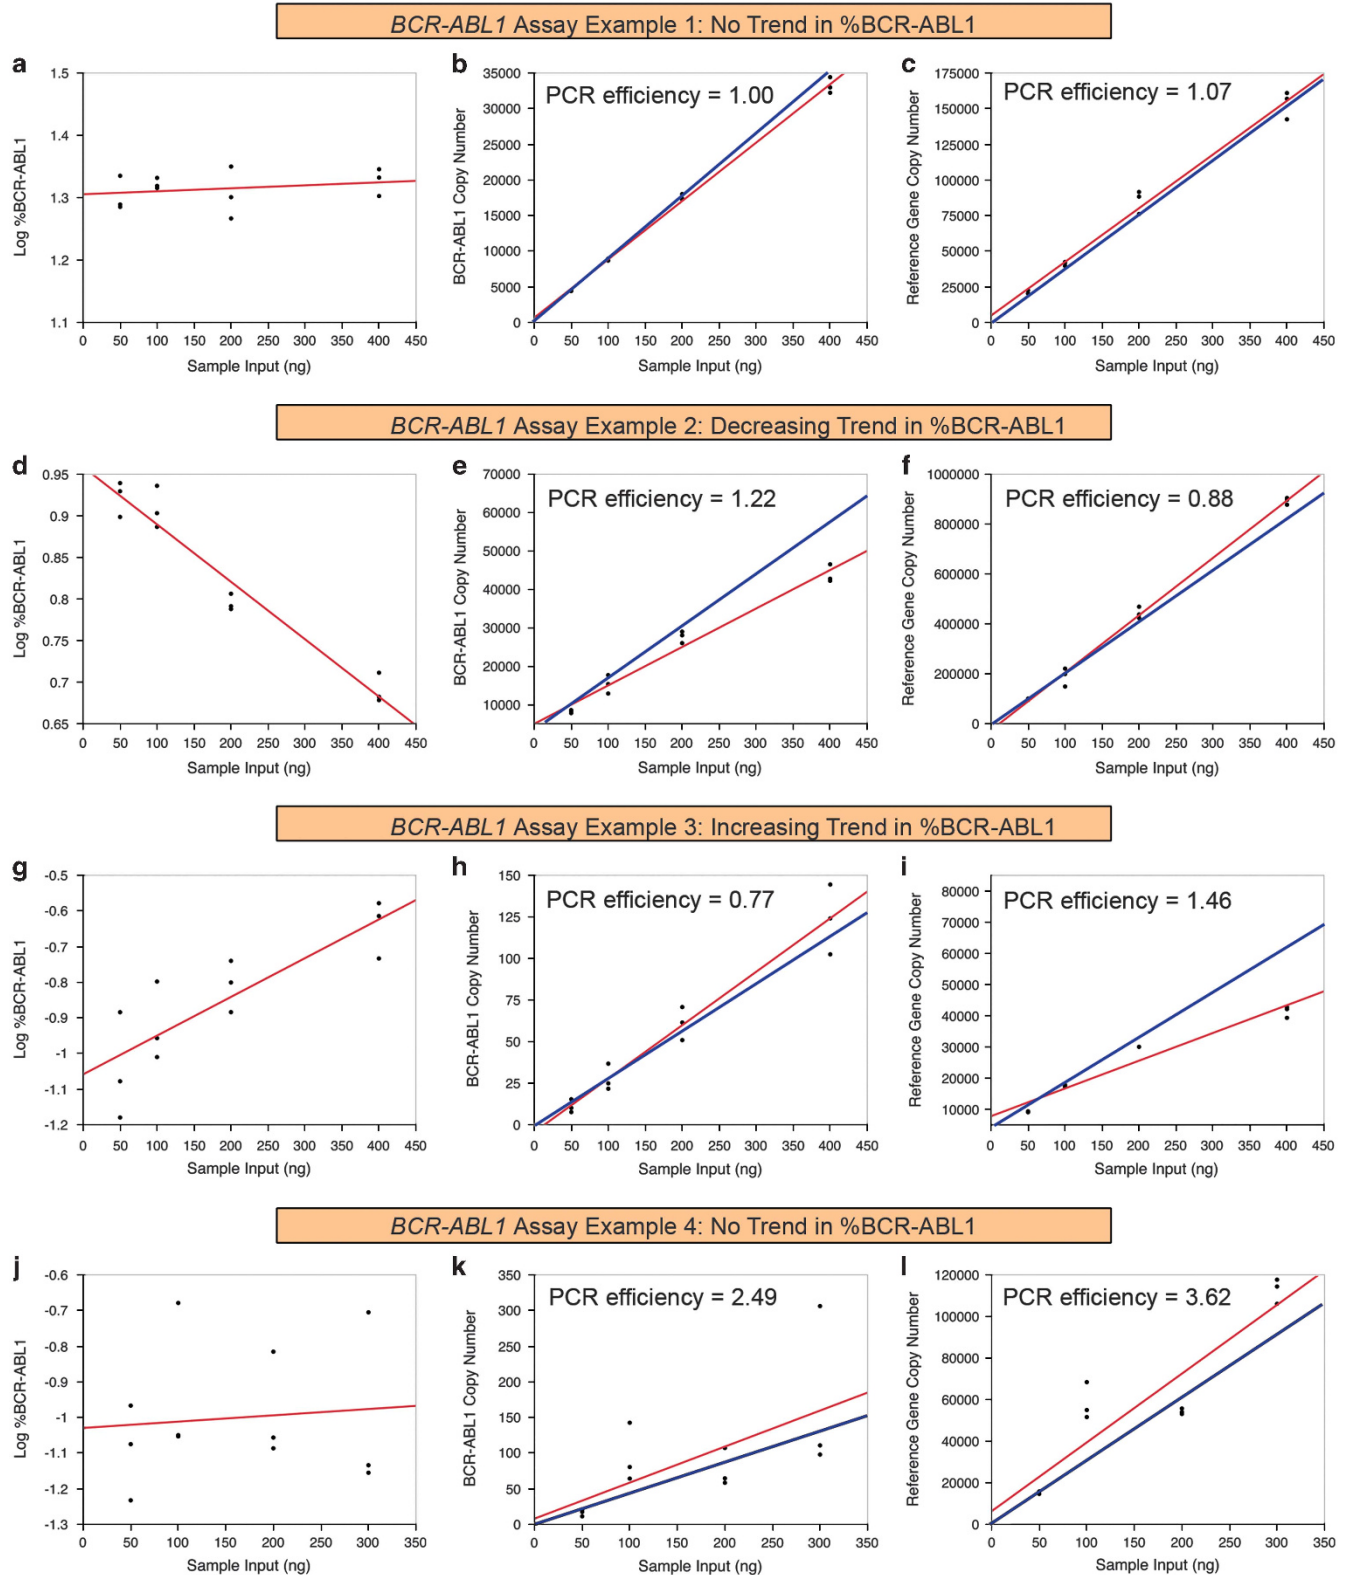 BCR-ABL1 Assay Example 1: No Trend in %BCR-ABL1
a
1.5
1.4
1.3
1.2
1.1
Log %BCR-ABL1
0 50 100 150 200 250 300 350 400 450
Sample Input (ng)
b
PCR efficiency = 1.00
35000
30000
25000
20000
15000
10000
5000
0
BCR-ABL1 Copy Number
0 50 100 150 200 250 300 350 400 450
Sample Input (ng)
c
PCR efficiency = 1.07
175000
150000
125000
100000
75000
50000
25000
0
Reference Gene Copy Number
0 50 100 150 200 250 300 350 400 450
Sample Input (ng)
BCR-ABL1 Assay Example 2: Decreasing Trend in %BCR-ABL1
d
0.95
0.9
0.85
0.8
0.75
0.7
0.65
Log %BCR-ABL1
0 50 100 150 200 250 300 350 400 450
Sample Input (ng)
e
PCR efficiency = 1.22
70000
60000
50000
40000
30000
20000
10000
BCR-ABL1 Copy Number
0 50 100 150 200 250 300 350 400 450
Sample Input (ng)
f
PCR efficiency = 0.88
1000000
800000
600000
400000
200000
0
Reference Gene Copy Number
0 50 100 150 200 250 300 350 400 450
Sample Input (ng)
BCR-ABL1 Assay Example 3: Increasing Trend in %BCR-ABL1
g
-0.5
-0.6
-0.7
-0.8
-0.9
-1
-1.1
-1.2
Log %BCR-ABL1
0 50 100 150 200 250 300 350 400 450
Sample Input (ng)
h
PCR efficiency = 0.77
150
125
100
75
50
25
0
BCR-ABL1 Copy Number
0 50 100 150 200 250 300 350 400 450
Sample Input (ng)
i
PCR efficiency = 1.46
80000
70000
60000
50000
40000
30000
20000
10000
Reference Gene Copy Number
0 50 100 150 200 250 300 350 400 450
Sample Input (ng)
BCR-ABL1 Assay Example 4: No Trend in %BCR-ABL1
j
-0.6
-0.7
-0.8
-0.9
-1
-1.1
-1.2
-1.3
Log %BCR-ABL1
0 50 100 150 200 250 300 350
Sample Input (ng)
k
PCR efficiency = 2.49
350
300
250
200
150
100
50
0
BCR-ABL1 Copy Number
0 50 100 150 200 250 300 350
Sample Input (ng)
l
PCR efficiency = 3.62
120000
100000
80000
60000
40000
20000
0
Reference Gene Copy Number
0 50 100 150 200 250 300 350
Sample Input (ng)